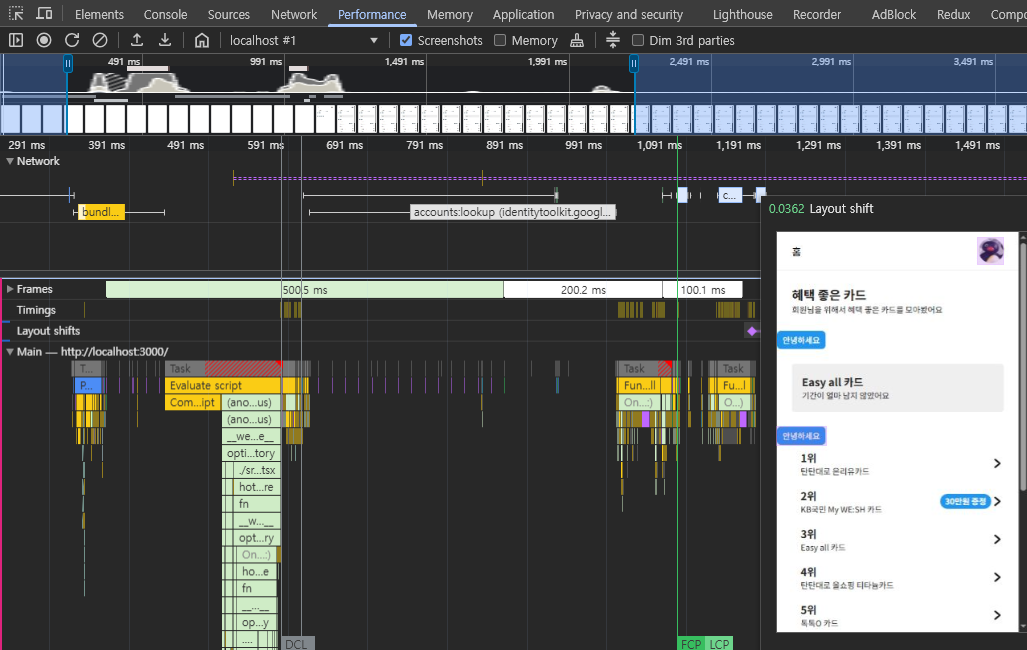 Elements Console Sources Network Performance Memory Application Privacy and security Lighthouse Recorder AdBlock Redux Compo
localhost #1 Screenshots Memory Dim 3rd parties
491 ms 991 ms 1,491 ms 1,991 ms 2,491 ms 2,991 ms 3,491 ms
291 ms 391 ms 491 ms 591 ms 691 ms 791 ms 891 ms 991 ms 1,091 ms 1,191 ms 1,291 ms 1,391 ms 1,491 ms
Network
c...
bundl... accounts:lookup (identitytoolkit.googl...
Frames 500.5 ms 200.2 ms 100.1 ms
Timings
Layout shifts
Main — http://localhost:3000/
T... Task Task Task
P... Evaluate script Fun...ll Fu...l
Com...ipt (ano...us) On...:) O...)
(ano...us)
__we...e__
opti...tory
./sr...tsx
hot...re
fn
__w...__
opt...ry
On...:)
ho...e
fn
__...__
op...y
....
DCL FCP LCP
0.0362 Layout shift
홈
혜택 좋은 카드
회원님을 위해서 혜택 좋은 카드를 모아봤어요
안녕하세요
Easy all 카드
기간이 얼마 남지 않았어요
안녕하세요
1위
탄탄대로 온리유카드
2위
KB국민 My WE:SH 카드 30만원 증정
3위
Easy all 카드
4위
탄탄대로 올쇼핑 티타늄카드
5위
톡톡O 카드